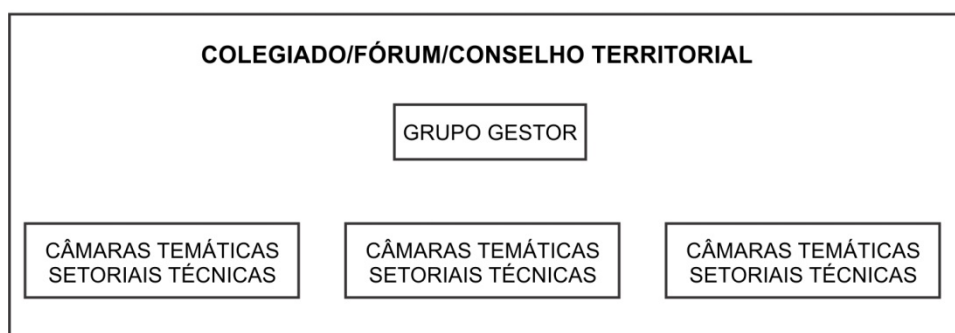 COLEGIADO/FÓRUM/CONSELHO TERRITORIAL
GRUPO GESTOR
CÂMARAS TEMÁTICAS
SETORIAIS TÉCNICAS
CÂMARAS TEMÁTICAS
SETORIAIS TÉCNICAS
CÂMARAS TEMÁTICAS
SETORIAIS TÉCNICAS